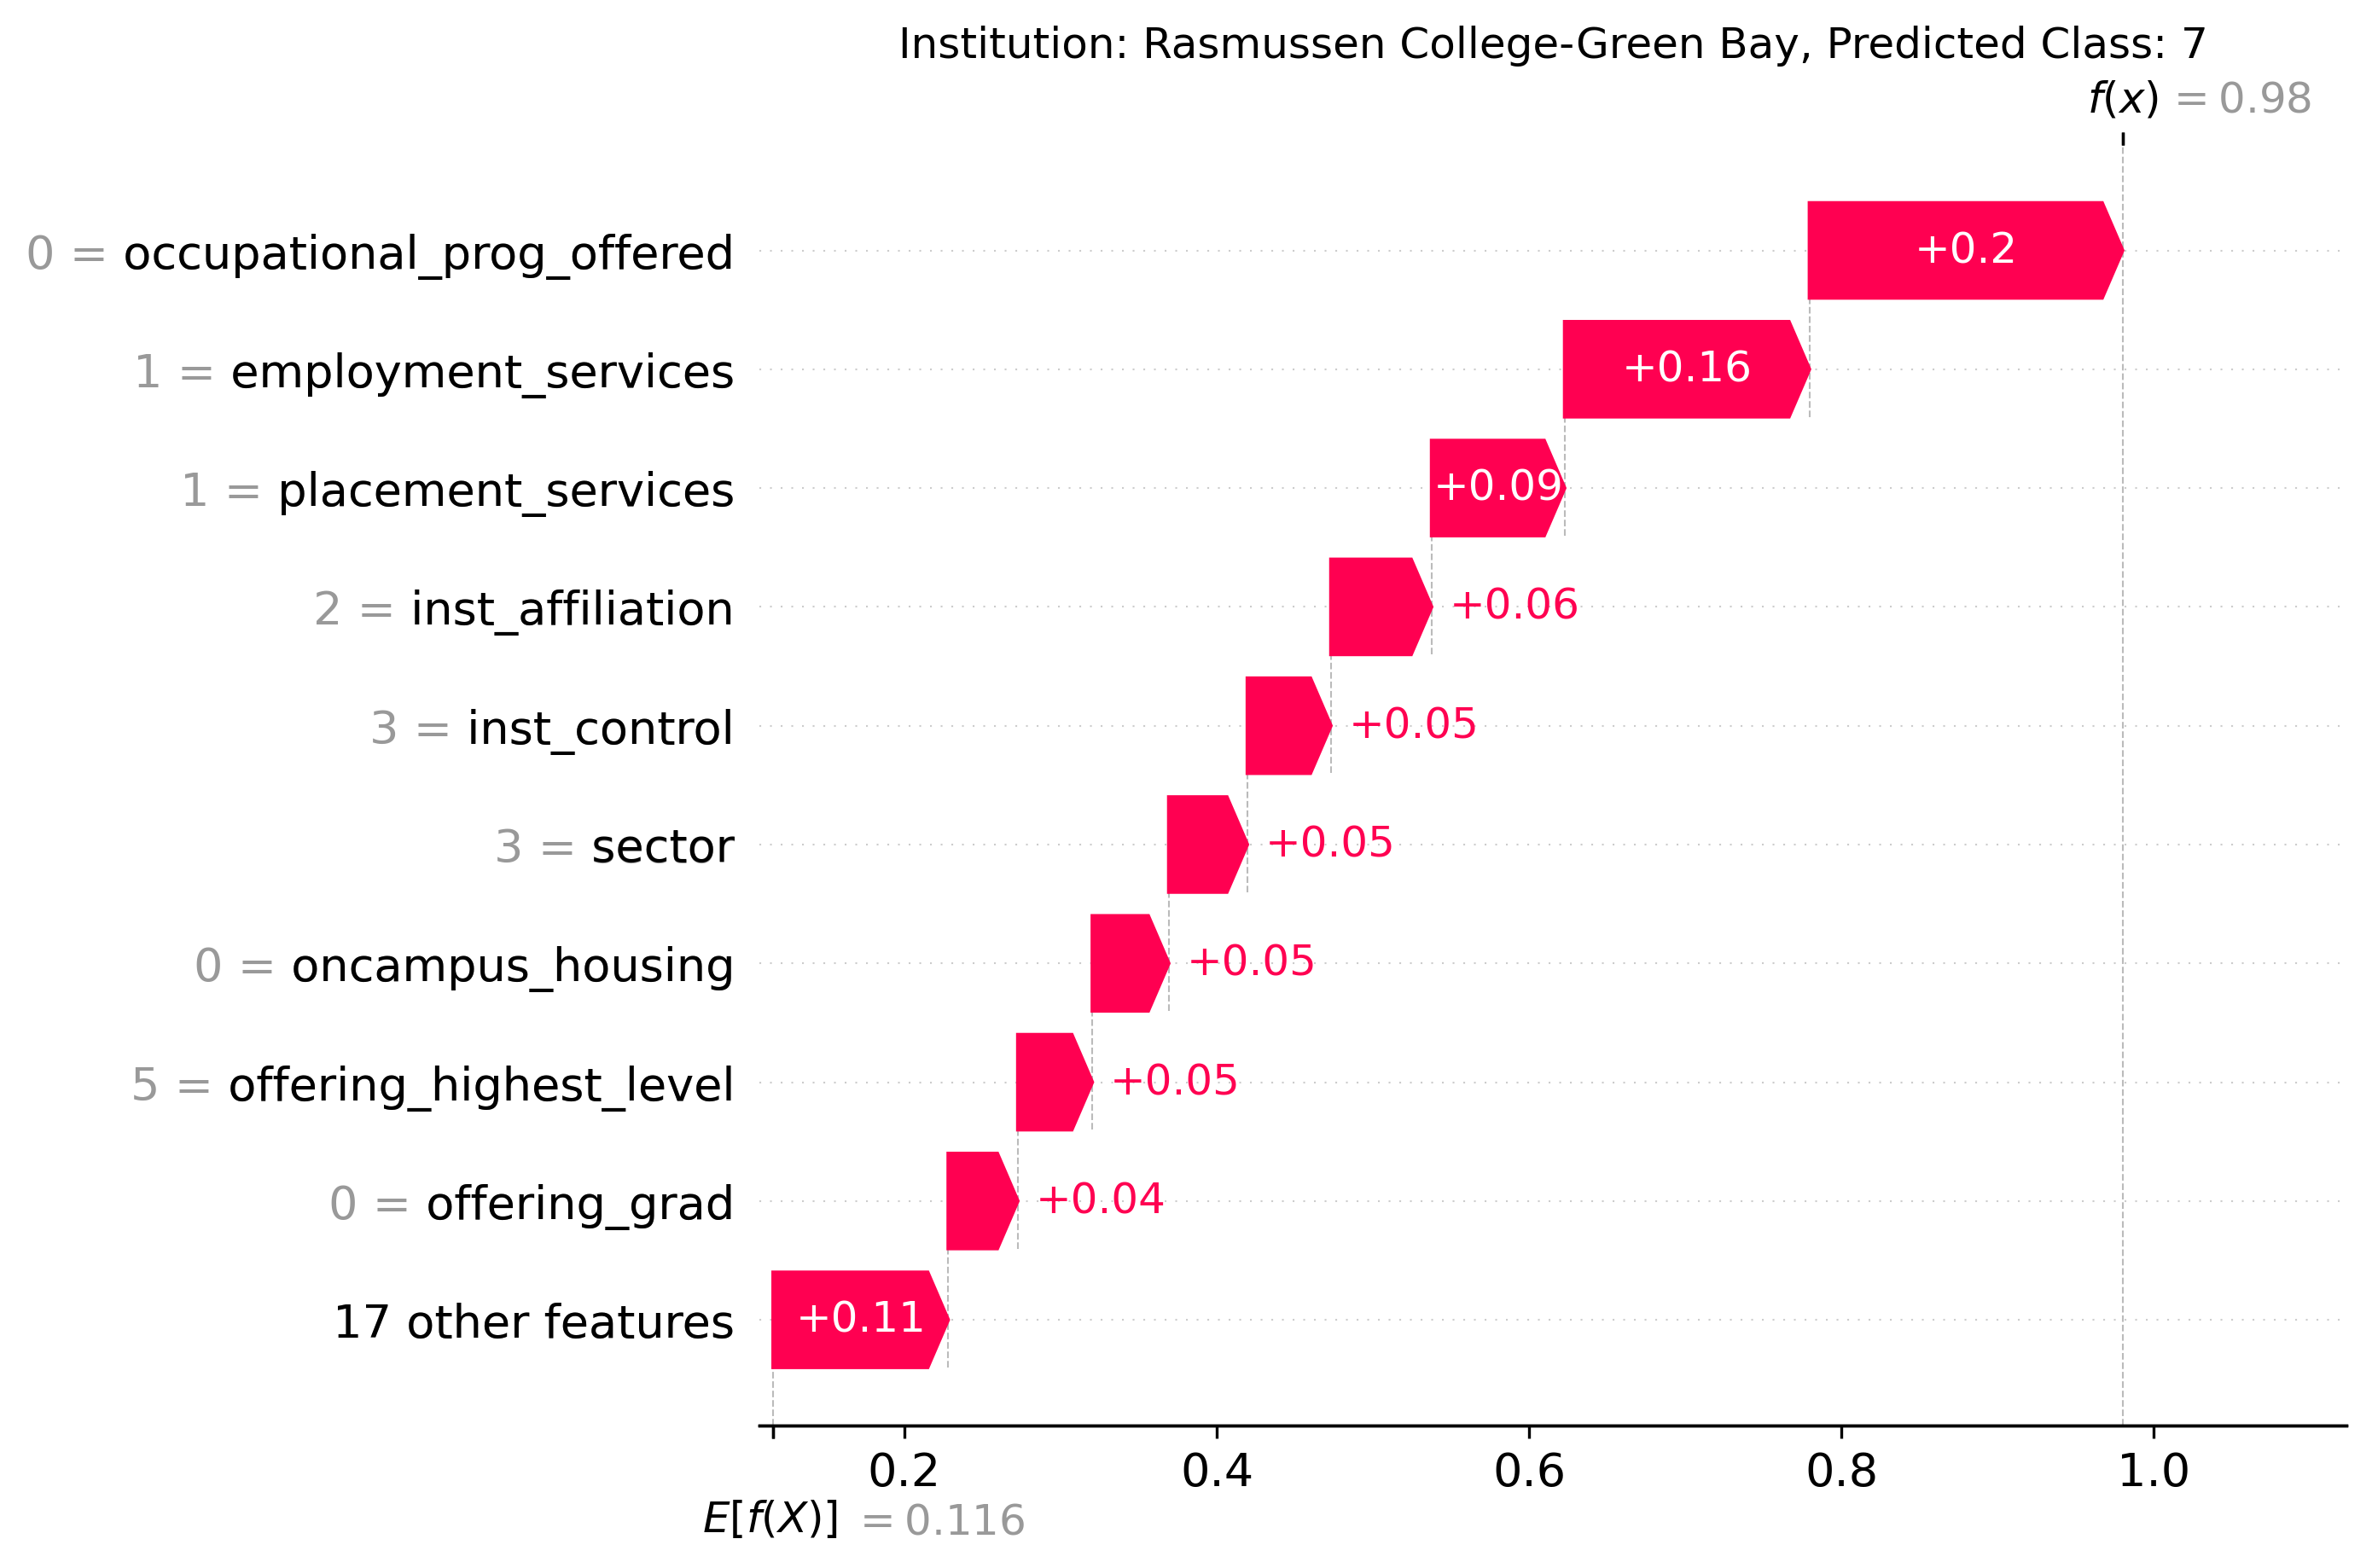 Institution: Rasmussen College-Green Bay, Predicted Class: 7
f(x) = 0.98
0 = occupational_prog_offered +0.2
1 = employment_services +0.16
1 = placement_services +0.09
2 = inst_affiliation +0.06
3 = inst_control +0.05
3 = sector +0.05
0 = oncampus_housing +0.05
5 = offering_highest_level +0.05
0 = offering_grad +0.04
17 other features +0.11
0.2 0.4 0.6 0.8 1.0
E[f(X)] = 0.116